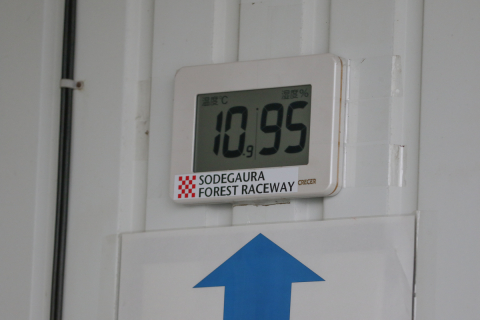 温度℃ 湿度%
10.9 95
SODEGAURA
FOREST RACEWAY
CRECER